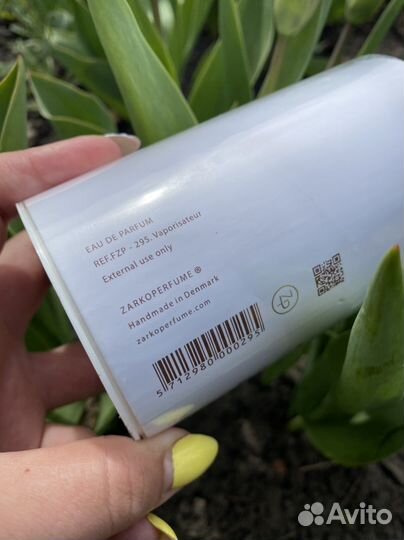 EAU DE PARFUM
REF.FZP - 295. Vaporisateur
External use only
ZARKOPERFUME ®
Handmade in Denmark
zarkoperfume.com
5 712980 000295
Avito